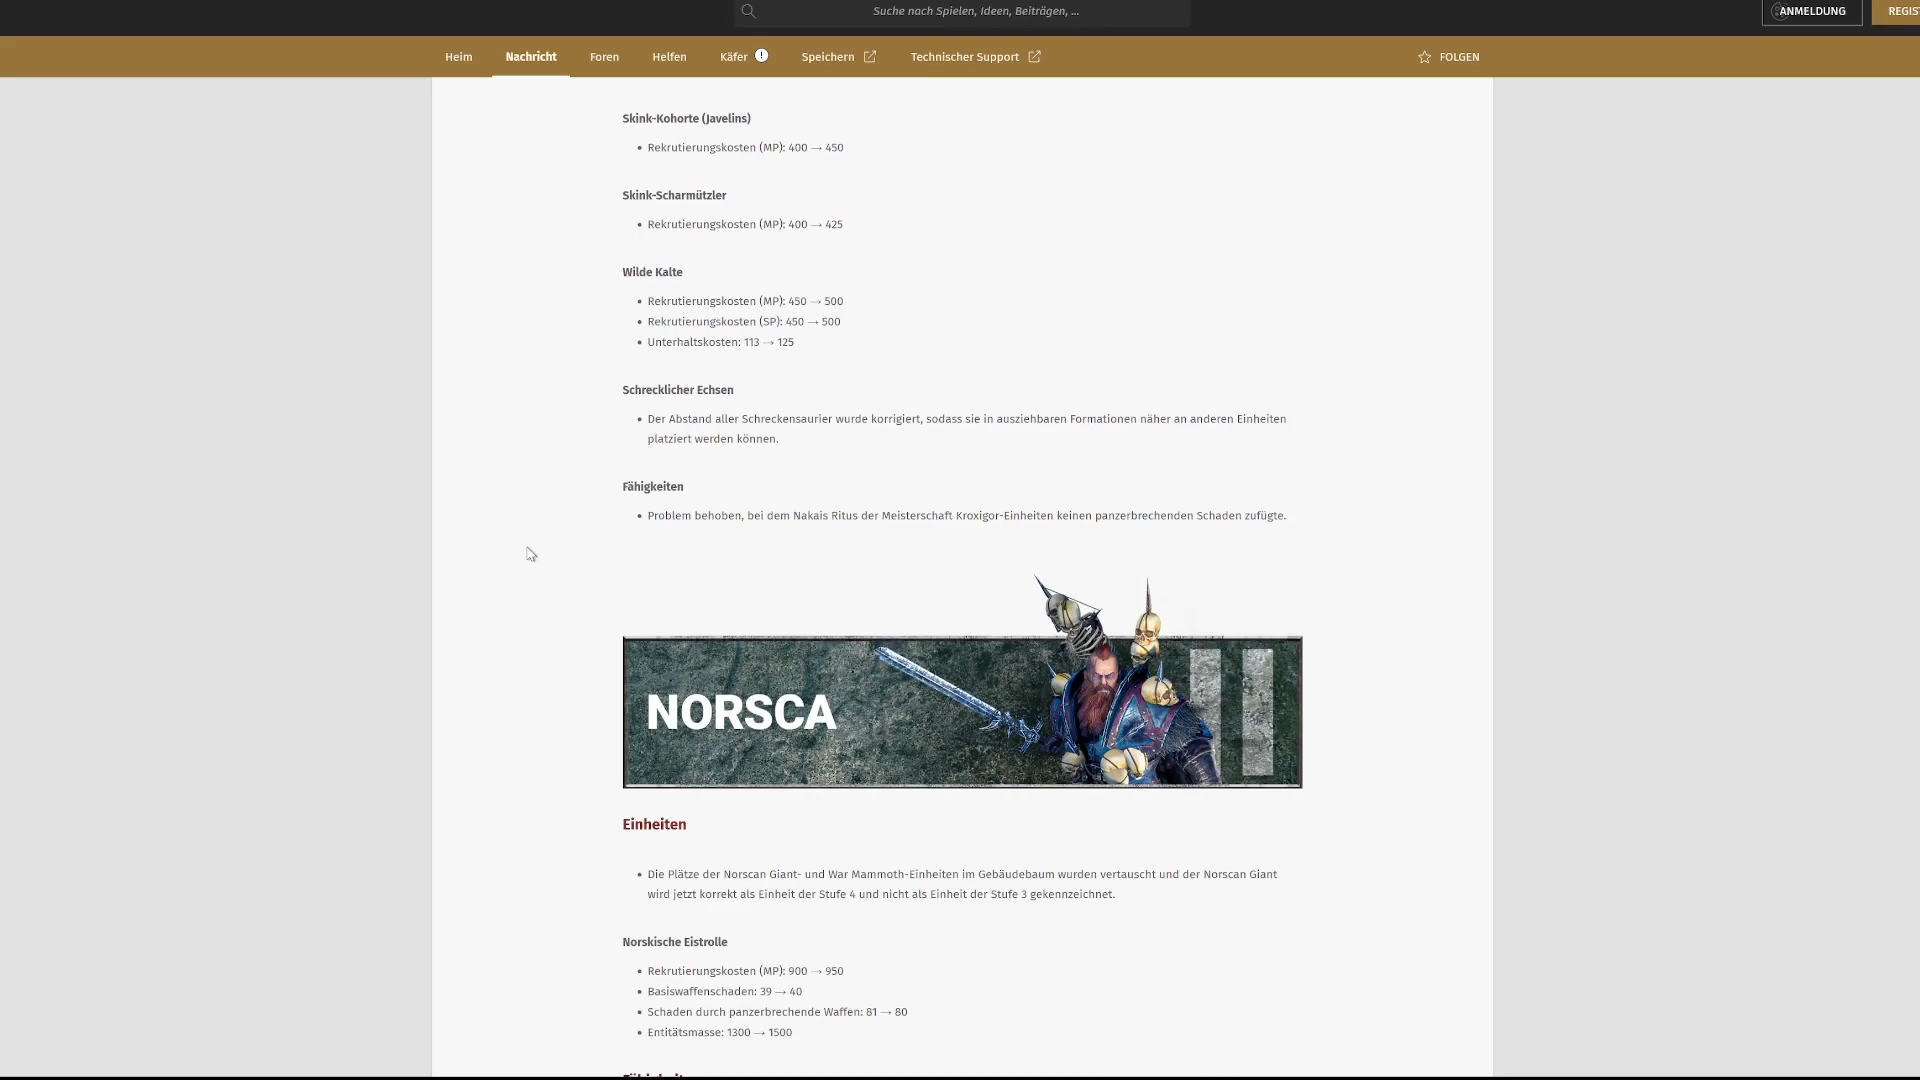 Suche nach Spielen, Ideen, Beiträgen, ...
ANMELDUNG
REGIS
Heim
Nachricht
Foren
Helfen
Käfer
Speichern
Technischer Support
FOLGEN
Skink-Kohorte (Javelins)
• Rekrutierungskosten (MP): 400 → 450
Skink-Scharmützler
• Rekrutierungskosten (MP): 400 → 425
Wilde Kalte
• Rekrutierungskosten (MP): 450 → 500
• Rekrutierungskosten (SP): 450 → 500
• Unterhaltskosten: 113 → 125
Schrecklicher Echsen
• Der Abstand aller Schreckensaurier wurde korrigiert, sodass sie in ausziehbaren Formationen näher an anderen Einheiten
platziert werden können.
Fähigkeiten
• Problem behoben, bei dem Nakais Ritus der Meisterschaft Kroxigor-Einheiten keinen panzerbrechenden Schaden zufügte.
NORSCA
Einheiten
• Die Plätze der Norscan Giant- und War Mammoth-Einheiten im Gebäudebaum wurden vertauscht und der Norscan Giant
wird jetzt korrekt als Einheit der Stufe 4 und nicht als Einheit der Stufe 3 gekennzeichnet.
Norskische Eistrolle
• Rekrutierungskosten (MP): 900 → 950
• Basiswaffenschaden: 39 → 40
• Schaden durch panzerbrechende Waffen: 81 → 80
• Entitätsmasse: 1300 → 1500